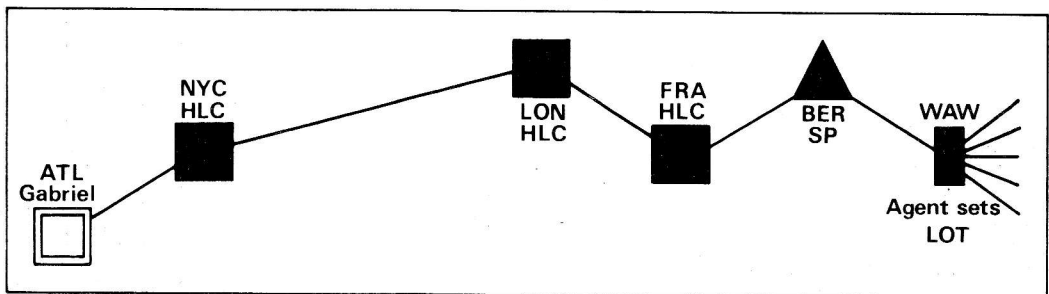 ATL
Gabriel
NYC
HLC
LON
HLC
FRA
HLC
BER
SP
WAW
Agent sets
LOT